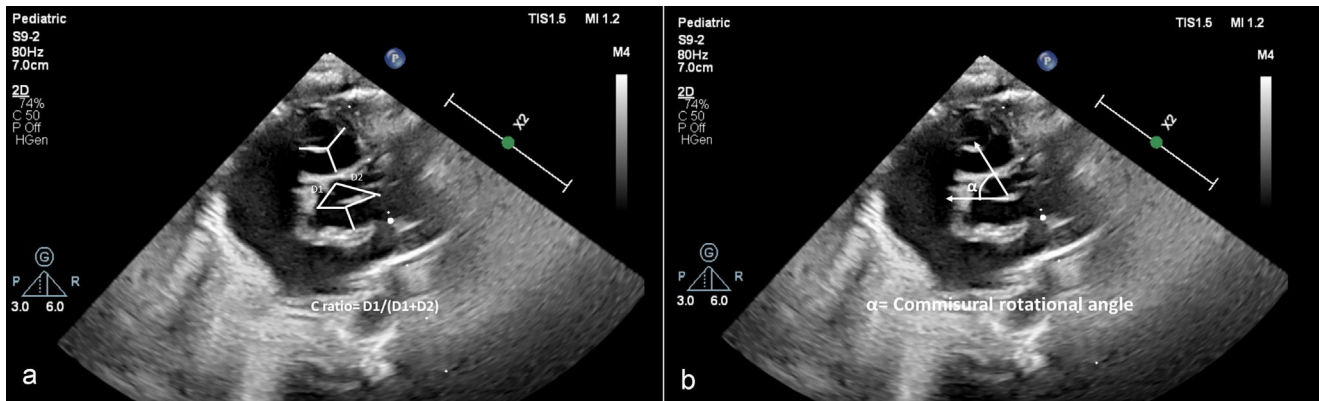 Pediatric
TIS1.5 MI 1.2
S9-2
80Hz
7.0cm
M4
2D
74%
C 50
P Off
HGen
P
X2
D1
D2
G
P R
3.0 6.0
C ratio= D1/(D1+D2)
a
Pediatric
TIS1.5 MI 1.2
S9-2
80Hz
7.0cm
M4
2D
74%
C 50
P Off
HGen
P
X2
α
G
P R
3.0 6.0
α= Commisural rotational angle
b